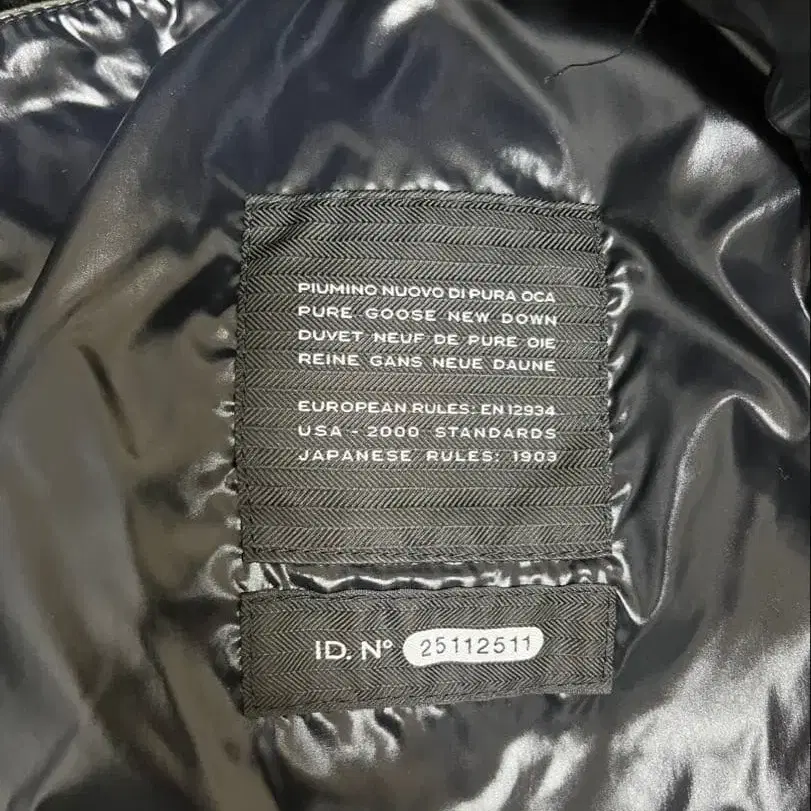 PIUMINO NUOVO DI PURA OCA
PURE GOOSE NEW DOWN
DUVET NEUF DE PURE OIE
REINE GANS NEUE DAUNE
EUROPEAN RULES: EN 12934
USA - 2000 STANDARDS
JAPANESE RULES: 1903
ID. Nº 25112511